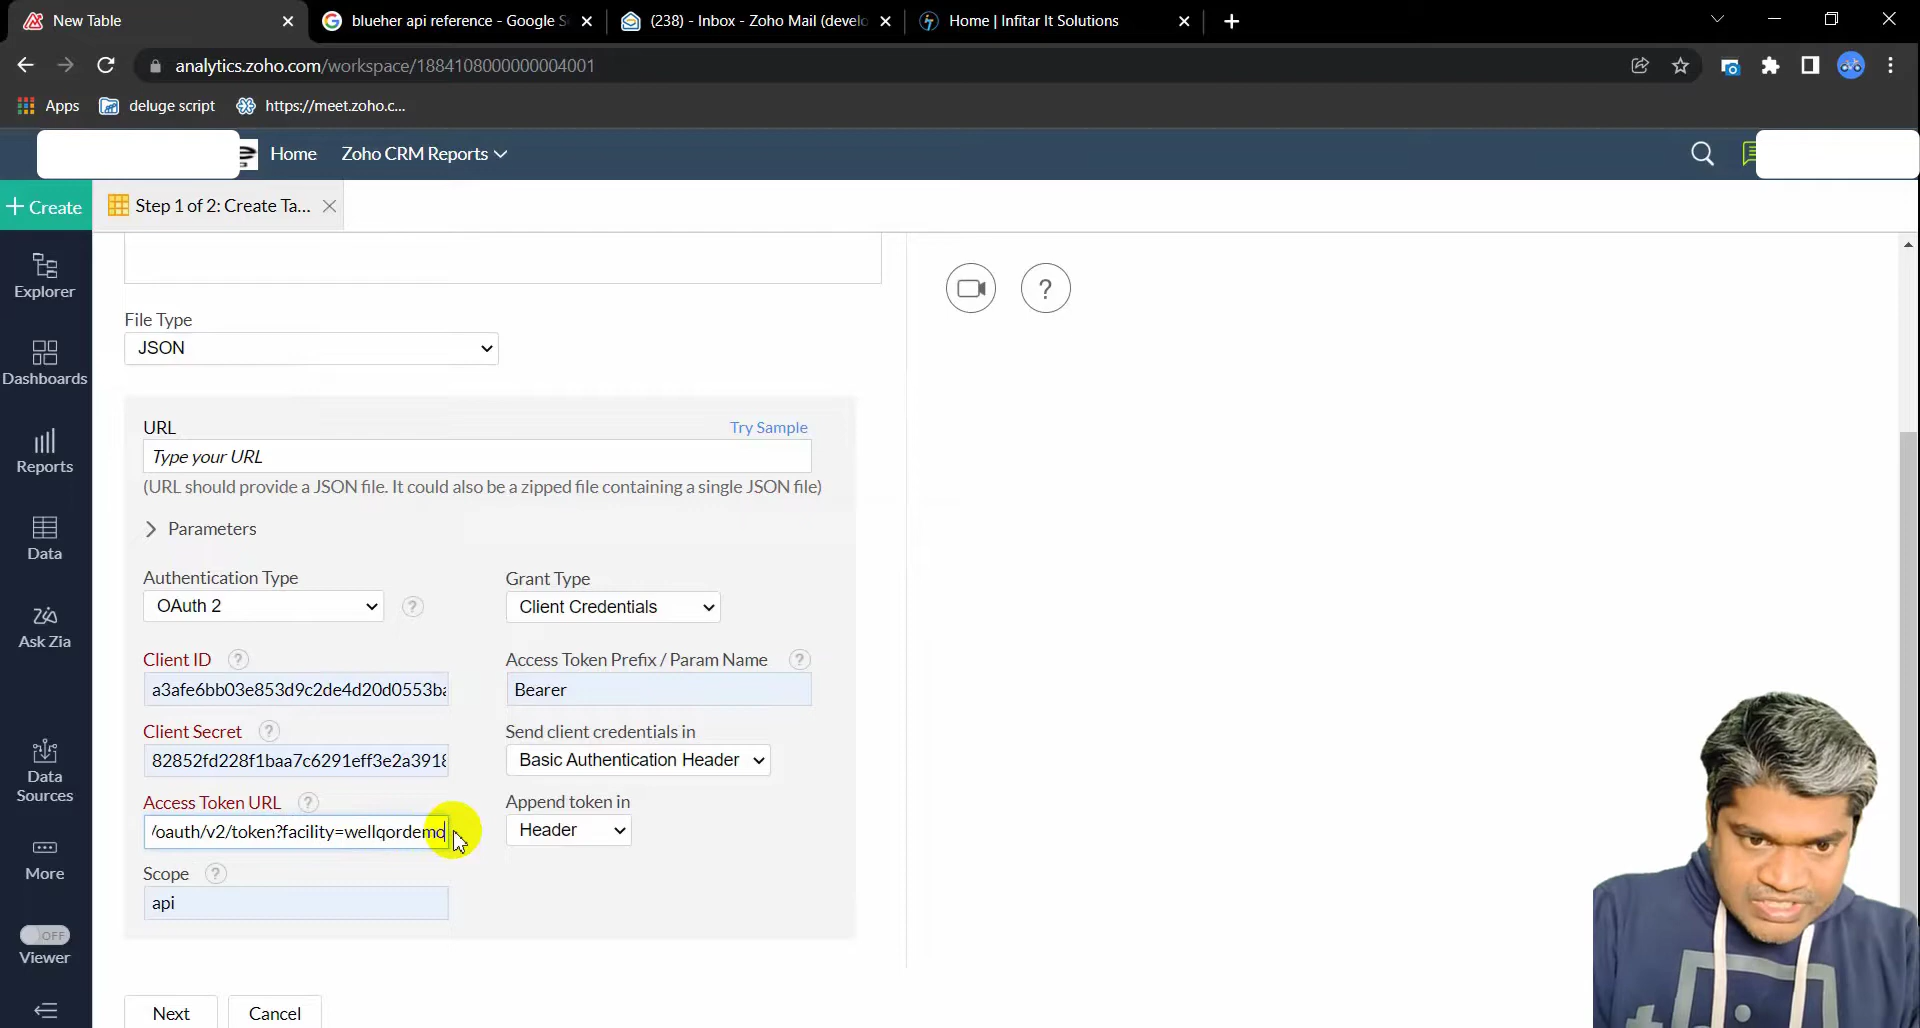 New Table
blueher api reference - Google S
(238) - Inbox - Zoho Mail (develo
Home | Infitar It Solutions
analytics.zoho.com/workspace/1884108000000004001
Apps
deluge script
https://meet.zoho.c...
Home
Zoho CRM Reports
+ Create
Step 1 of 2: Create Ta...
Explorer
Dashboards
Reports
Data
Ask Zia
Data
Sources
More
OFF
Viewer
File Type
JSON
URL
Try Sample
Type your URL
(URL should provide a JSON file. It could also be a zipped file containing a single JSON file)
Parameters
Authentication Type
Grant Type
OAuth 2
?
Client Credentials
Client ID ?
Access Token Prefix / Param Name ?
a3afe6bb03e853d9c2de4d20d0553ba
Bearer
Client Secret ?
Send client credentials in
82852fd228f1baa7c6291eff3e2a3918
Basic Authentication Header
Access Token URL ?
Append token in
/oauth/v2/token?facility=wellqordemo
Header
Scope ?
api
Next
Cancel
?